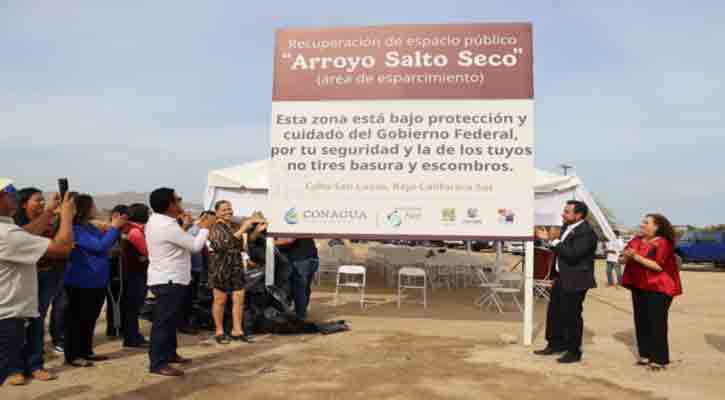 Recuperación de espacio público
“Arroyo Salto Seco”
(área de esparcimiento)
Esta zona está bajo protección y
cuidado del Gobierno Federal,
por tu seguridad y la de los tuyos
no tires basura y escombros.
Cabo San Lucas, Baja California Sur
CONAGUA